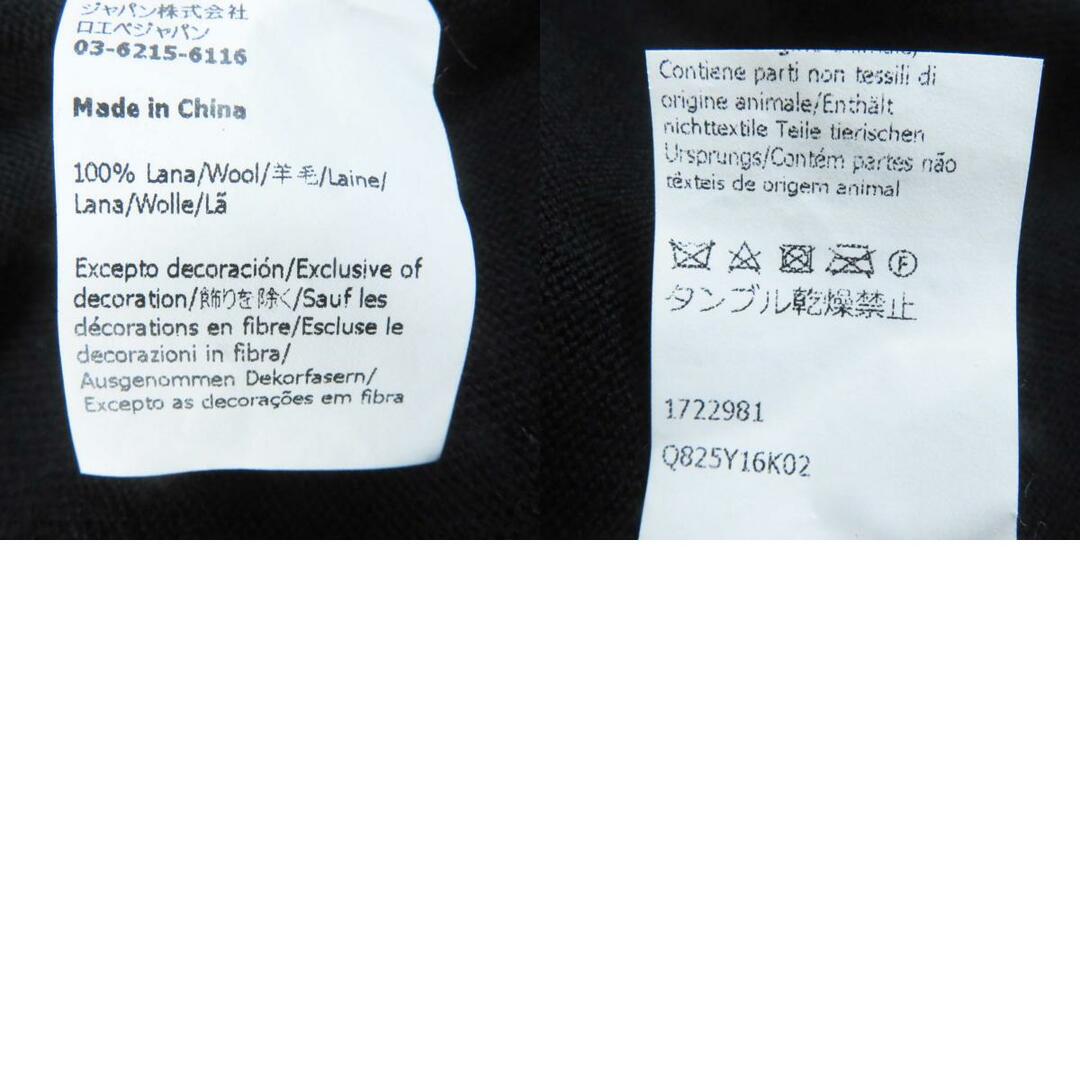 ジャパン株式会社
ロエベジャパン
03-6215-6116
Made in China
100% Lana/Wool/羊毛/Laine/
Lana/Wolle/Lã
Excepto decoración/Exclusive of
decoration/飾りを除く/Sauf les
décorations en fibre/Escluse le
decorazioni in fibra/
Ausgenommen Dekorfasern/
Excepto as decorações em fibra
Contiene parti non tessili di
origine animale/Enthält
nichttextile Teile tierischen
Ursprungs/Contém partes não
têxteis de origem animal
F
タンブル乾燥禁止
1722981
Q825Y16K02